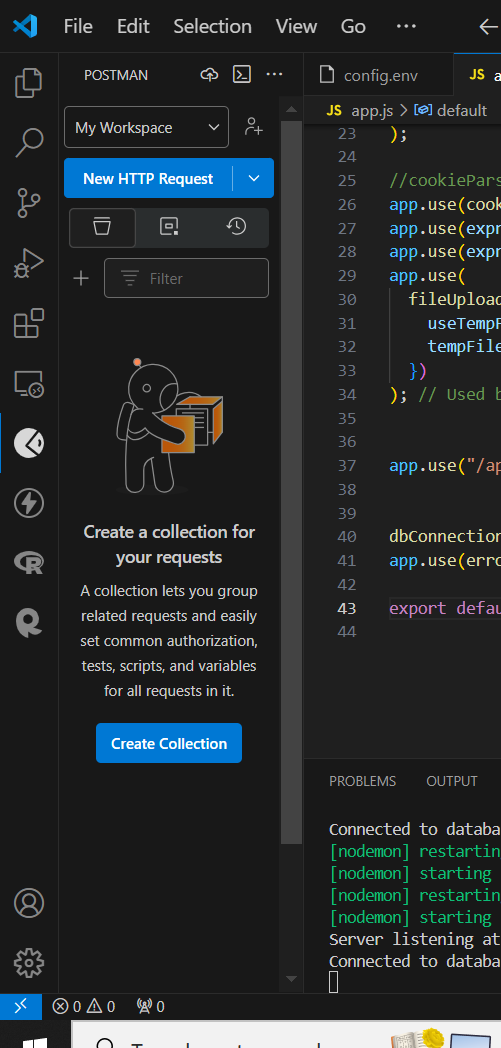 File Edit Selection View Go ···
POSTMAN
config.env
JS
My Workspace
JS app.js > default
New HTTP Request
Filter
Create a collection for
your requests
A collection lets you group
related requests and easily
set common authorization,
tests, scripts, and variables
for all requests in it.
Create Collection
23 );
24
25 //cookiePars
26 app.use(cook
27 app.use(expr
28 app.use(expr
29 app.use(
30 fileUpload
31 useTempF
32 tempFile
33 })
34 ); // Used b
35
36
37 app.use("/ap
38
39
40 dbConnection
41 app.use(erro
42
43 export defau
44
PROBLEMS OUTPUT
Connected to databa
[nodemon] restartin
[nodemon] starting
[nodemon] restartin
[nodemon] starting
Server listening at
Connected to databa
0 0 0